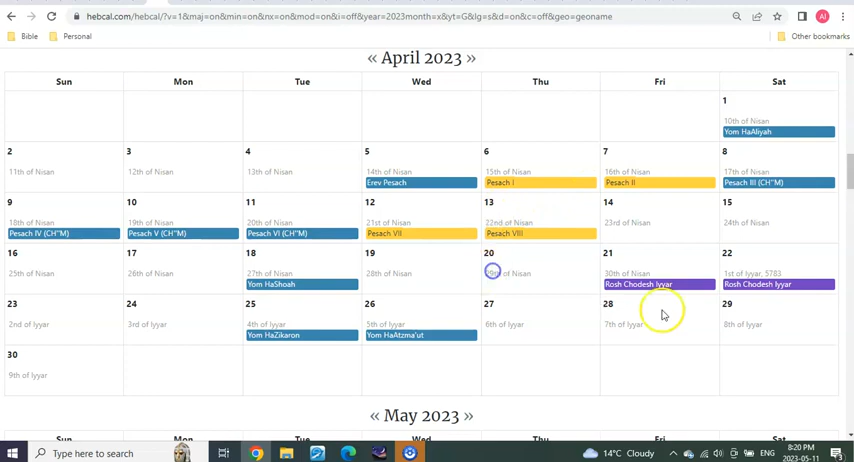 hebcal.com/hebcal/?v=1&maj=on&min=on&nx=on&mod=on&i=off&year=2023month=x&yt=G&lg=s&d=on&c=off&geo=geoname
AI
Bible
Personal
Other bookmarks
« April 2023 »
Sun Mon Tue Wed Thu Fri Sat
1
10th of Nisan
Yom HaAliyah
2 3 4 5 6 7 8
11th of Nisan 12th of Nisan 13th of Nisan 14th of Nisan 15th of Nisan 16th of Nisan 17th of Nisan
Erev Pesach Pesach I Pesach II Pesach III (CH''M)
9 10 11 12 13 14 15
18th of Nisan 19th of Nisan 20th of Nisan 21st of Nisan 22nd of Nisan 23rd of Nisan 24th of Nisan
Pesach IV (CH''M) Pesach V (CH''M) Pesach VI (CH''M) Pesach VII Pesach VIII
16 17 18 19 20 21 22
25th of Nisan 26th of Nisan 27th of Nisan 28th of Nisan 29th of Nisan 30th of Nisan 1st of Iyyar, 5783
Yom HaShoah Rosh Chodesh Iyyar Rosh Chodesh Iyyar
23 24 25 26 27 28 29
2nd of Iyyar 3rd of Iyyar 4th of Iyyar 5th of Iyyar 6th of Iyyar 7th of Iyyar 8th of Iyyar
Yom HaZikaron Yom HaAtzma'ut
30
9th of Iyyar
« May 2023 »
Sun Mon Tue Wed Thu Fri Sat
Type here to search
14°C Cloudy
ENG
8:20 PM
2023-05-11
3